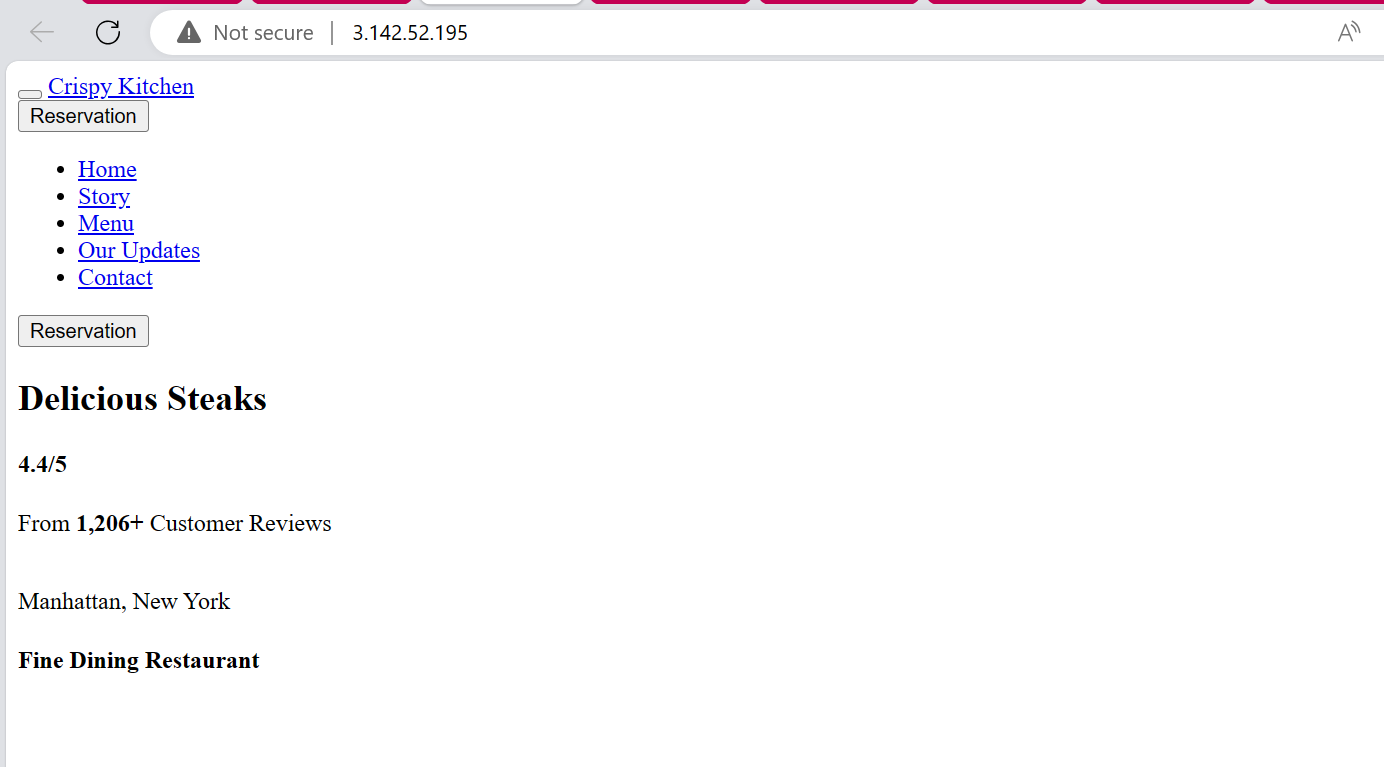 Not secure | 3.142.52.195
Crispy Kitchen
Reservation
Home
Story
Menu
Our Updates
Contact
Reservation
Delicious Steaks
4.4/5
From 1,206+ Customer Reviews
Manhattan, New York
Fine Dining Restaurant